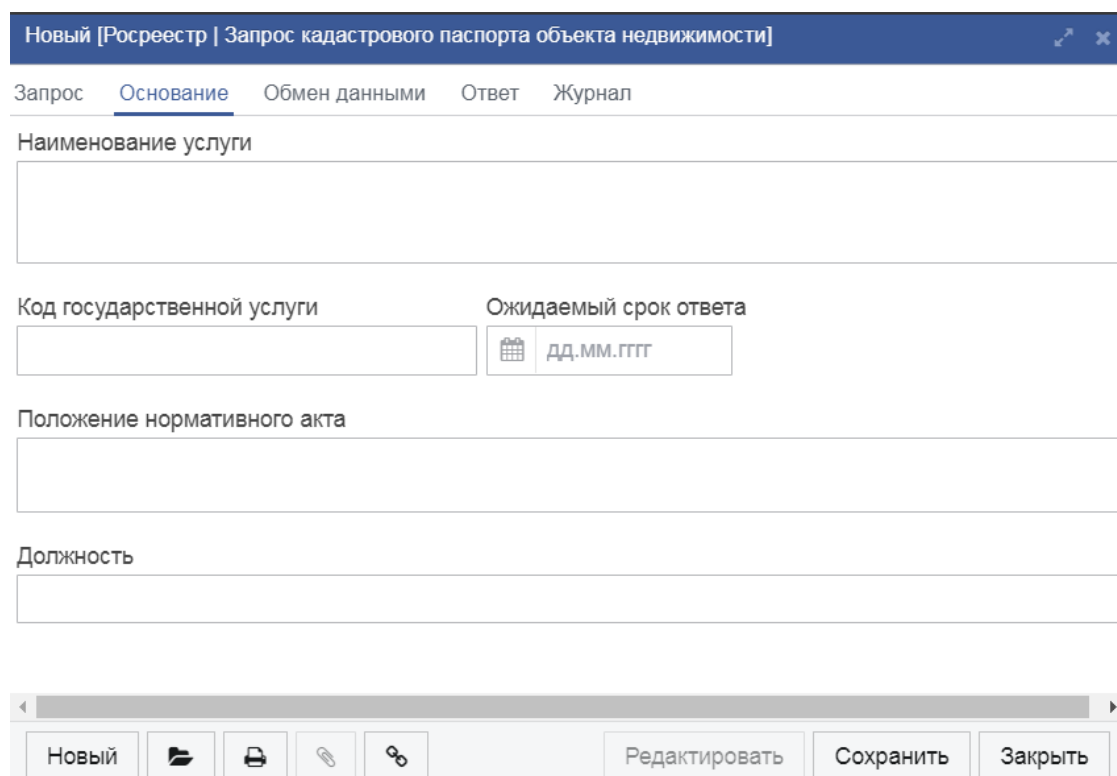 Новый [Росреестр | Запрос кадастрового паспорта объекта недвижимости]
Запрос Основание Обмен данными Ответ Журнал
Наименование услуги
Код государственной услуги Ожидаемый срок ответа
дд.мм.гггг
Положение нормативного акта
Должность
Новый Редактировать Сохранить Закрыть